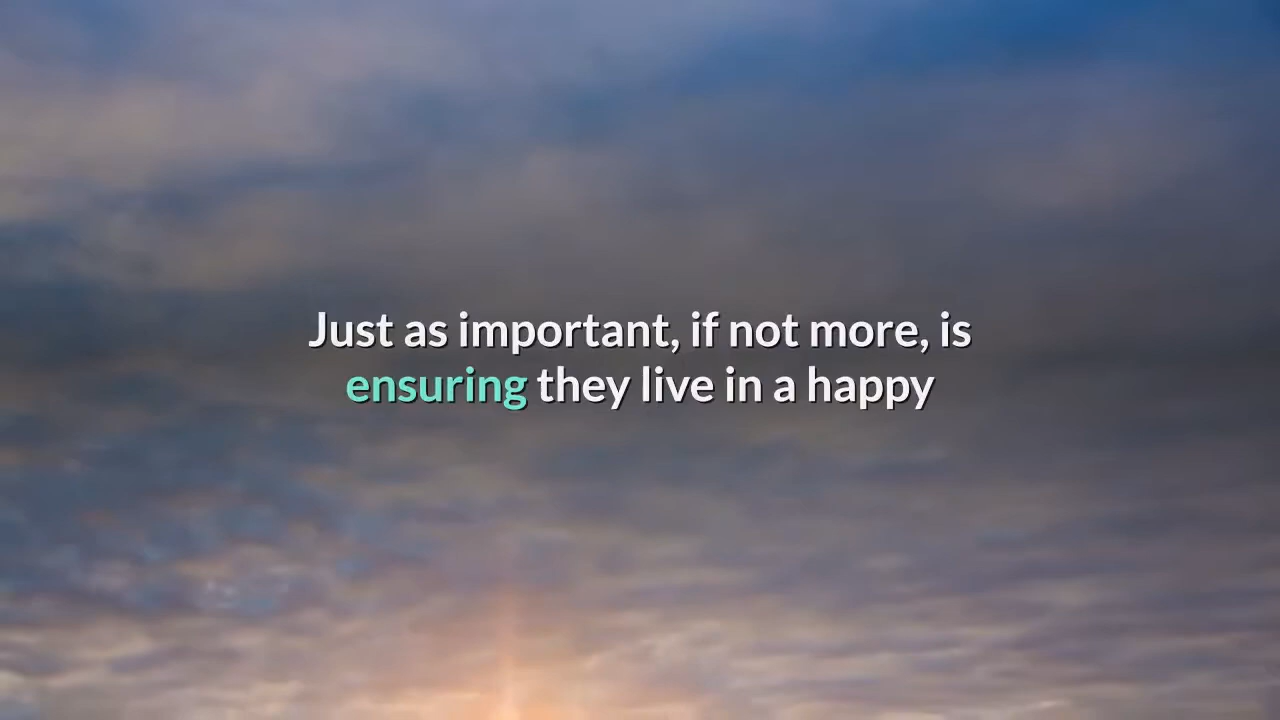 Just as important, if not more, is
ensuring they live in a happy